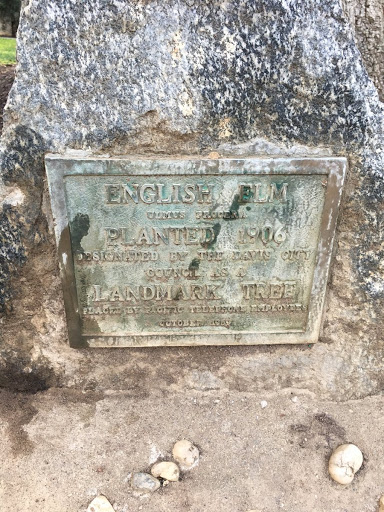 ENGLISH ELM
ULMUS PROCERA
PLANTED 1906
DESIGNATED BY THE DAVIS CITY
COUNCIL AS A
LANDMARK TREE
PLACED BY PACIFIC TELEPHONE EMPLOYEES
OCTOBER